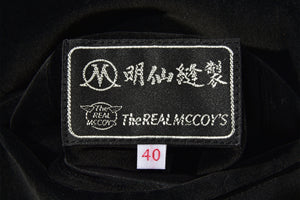 M 明仙縫製
The REAL McCOY'S The REAL McCOY'S
40